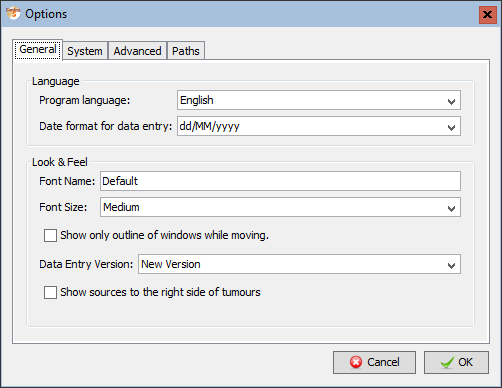 Options
General System Advanced Paths
Language
Program language: English
Date format for data entry: dd/MM/yyyy
Look & Feel
Font Name: Default
Font Size: Medium
Show only outline of windows while moving.
Data Entry Version: New Version
Show sources to the right side of tumours
Cancel OK